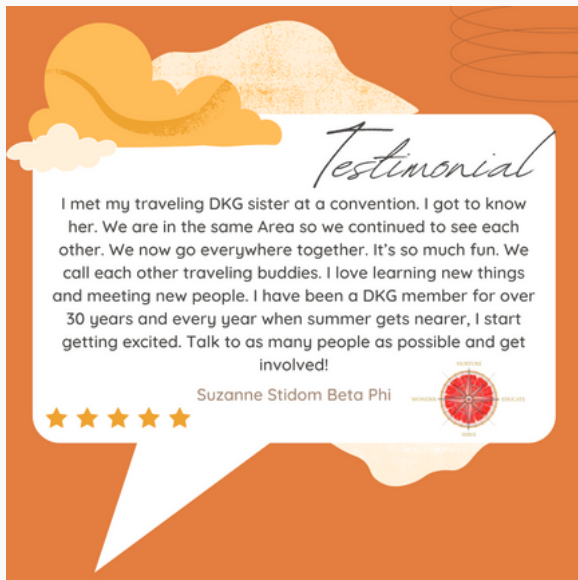 Testimonial
I met my traveling DKG sister at a convention. I got to know
her. We are in the same Area so we continued to see each
other. We now go everywhere together. It's so much fun. We
call each other traveling buddies. I love learning new things
and meeting new people. I have been a DKG member for over
30 years and every year when summer gets nearer, I start
getting excited. Talk to as many people as possible and get
involved!
Suzanne Stidom Beta Phi
NURTURE
EDUCATE